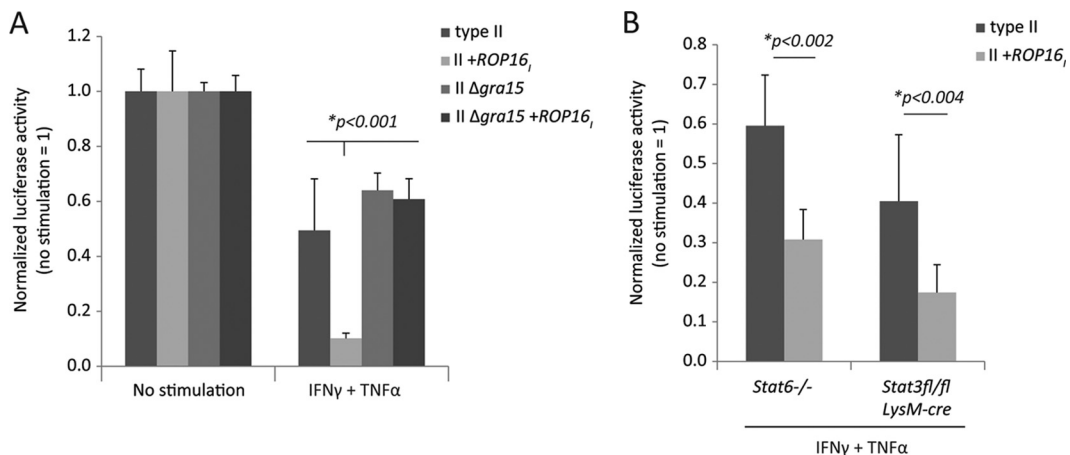 A
Normalized luciferase activity
(no stimulation = 1)
1.2
1.0
0.8
0.6
0.4
0.2
0.0
type II
II +ROP16I
II Δgra15
II Δgra15 +ROP16I
*p<0.001
No stimulation
IFNγ + TNFα
B
Normalized luciferase activity
(no stimulation = 1)
0.8
0.7
0.6
0.5
0.4
0.3
0.2
0.1
0.0
type II
II +ROP16I
*p<0.002
*p<0.004
Stat6-/-
Stat3fl/fl
LysM-cre
IFNγ + TNFα